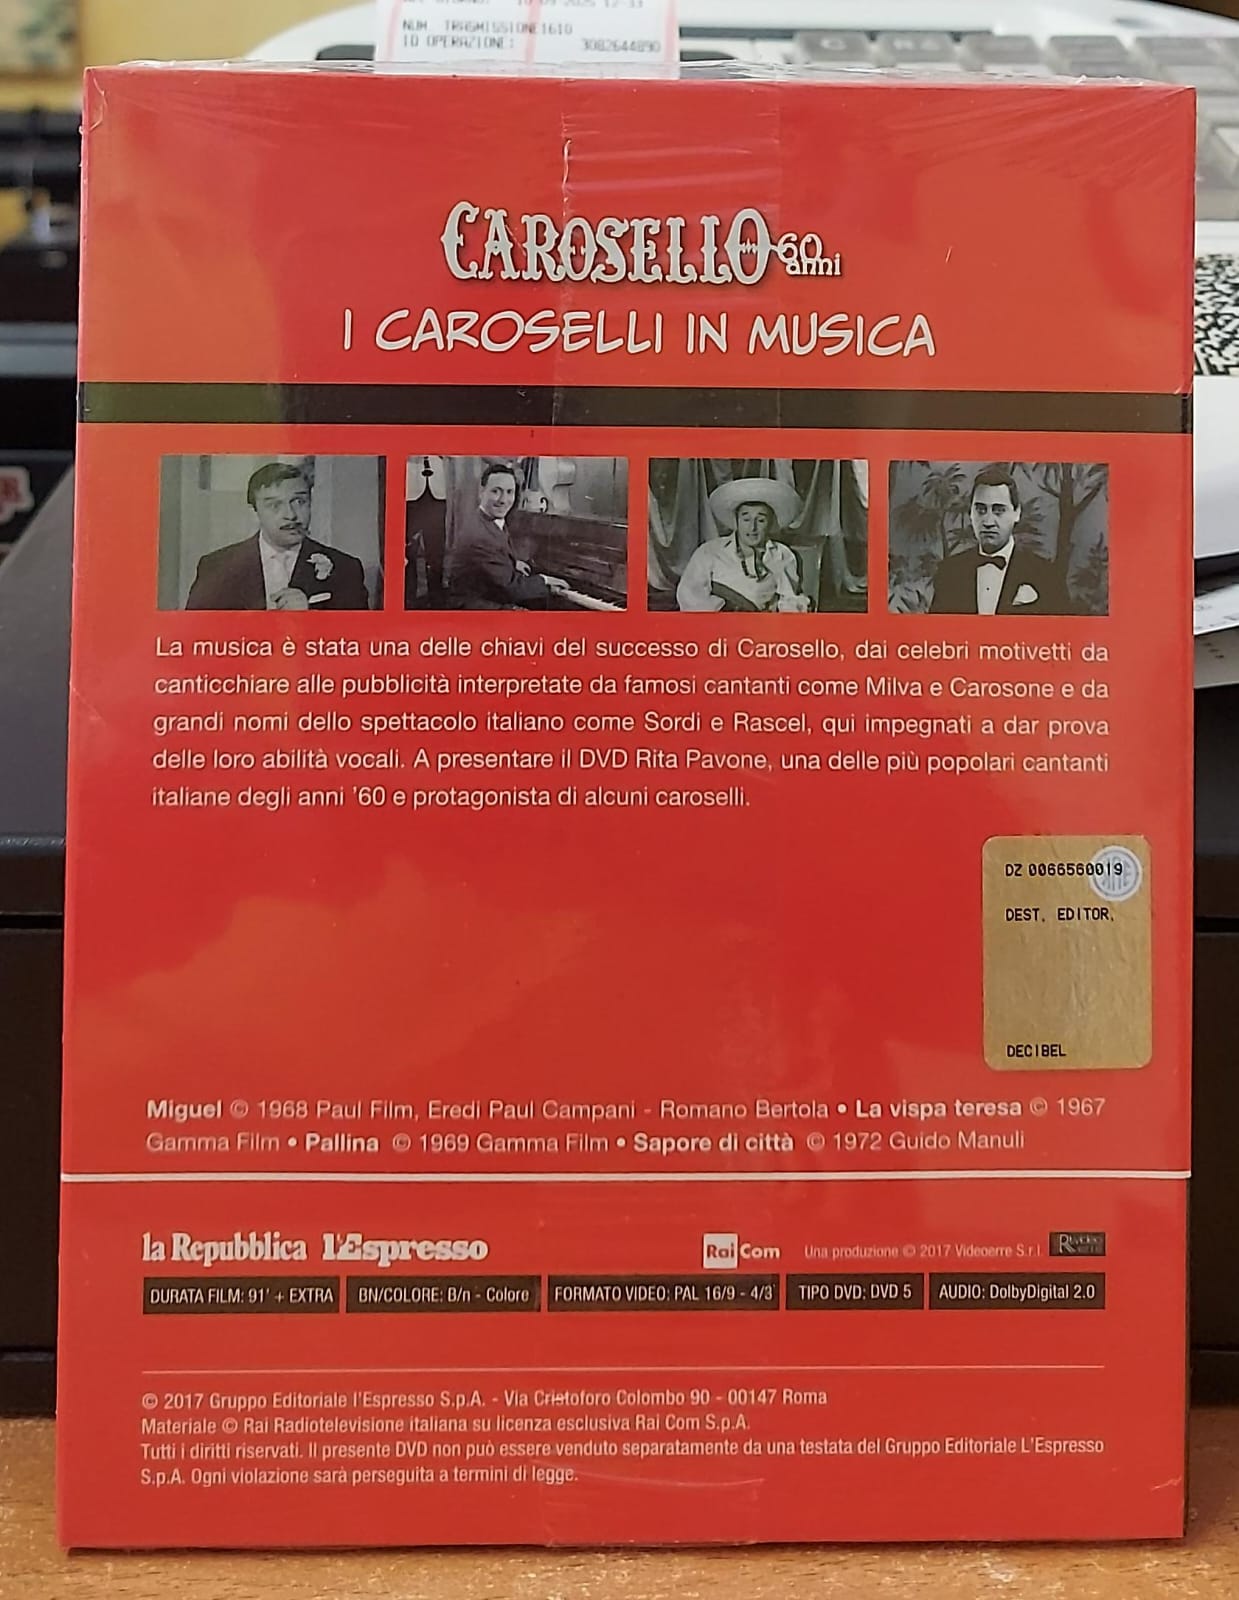 NUM TRASMISSIONE1610
ID OPERAZIONE: 3082644890
CAROSELLO 60 anni
I CAROSELLI IN MUSICA
La musica è stata una delle chiavi del successo di Carosello, dai celebri motivetti da
canticchiare alle pubblicità interpretate da famosi cantanti come Milva e Carosone e da
grandi nomi dello spettacolo italiano come Sordi e Rascel, qui impegnati a dar prova
delle loro abilità vocali. A presentare il DVD Rita Pavone, una delle più popolari cantanti
italiane degli anni '60 e protagonista di alcuni caroselli.
DZ 0066560019
DEST. EDITOR.
DECIBEL
Miguel © 1968 Paul Film, Eredi Paul Campani - Romano Bertola • La vispa teresa © 1967
Gamma Film • Pallina © 1969 Gamma Film • Sapore di città © 1972 Guido Manuli
la Repubblica l'Espresso Rai Com Una produzione © 2017 Videoerre S.r.l.
DURATA FILM: 91' + EXTRA BN/COLORE: B/n - Colore FORMATO VIDEO: PAL 16/9 - 4/3 TIPO DVD: DVD 5 AUDIO: DolbyDigital 2.0
© 2017 Gruppo Editoriale l'Espresso S.p.A. - Via Cristoforo Colombo 90 - 00147 Roma
Materiale © Rai Radiotelevisione italiana su licenza esclusiva Rai Com S.p.A.
Tutti i diritti riservati. Il presente DVD non può essere venduto separatamente da una testata del Gruppo Editoriale L'Espresso
S.p.A. Ogni violazione sarà perseguita a termini di legge.